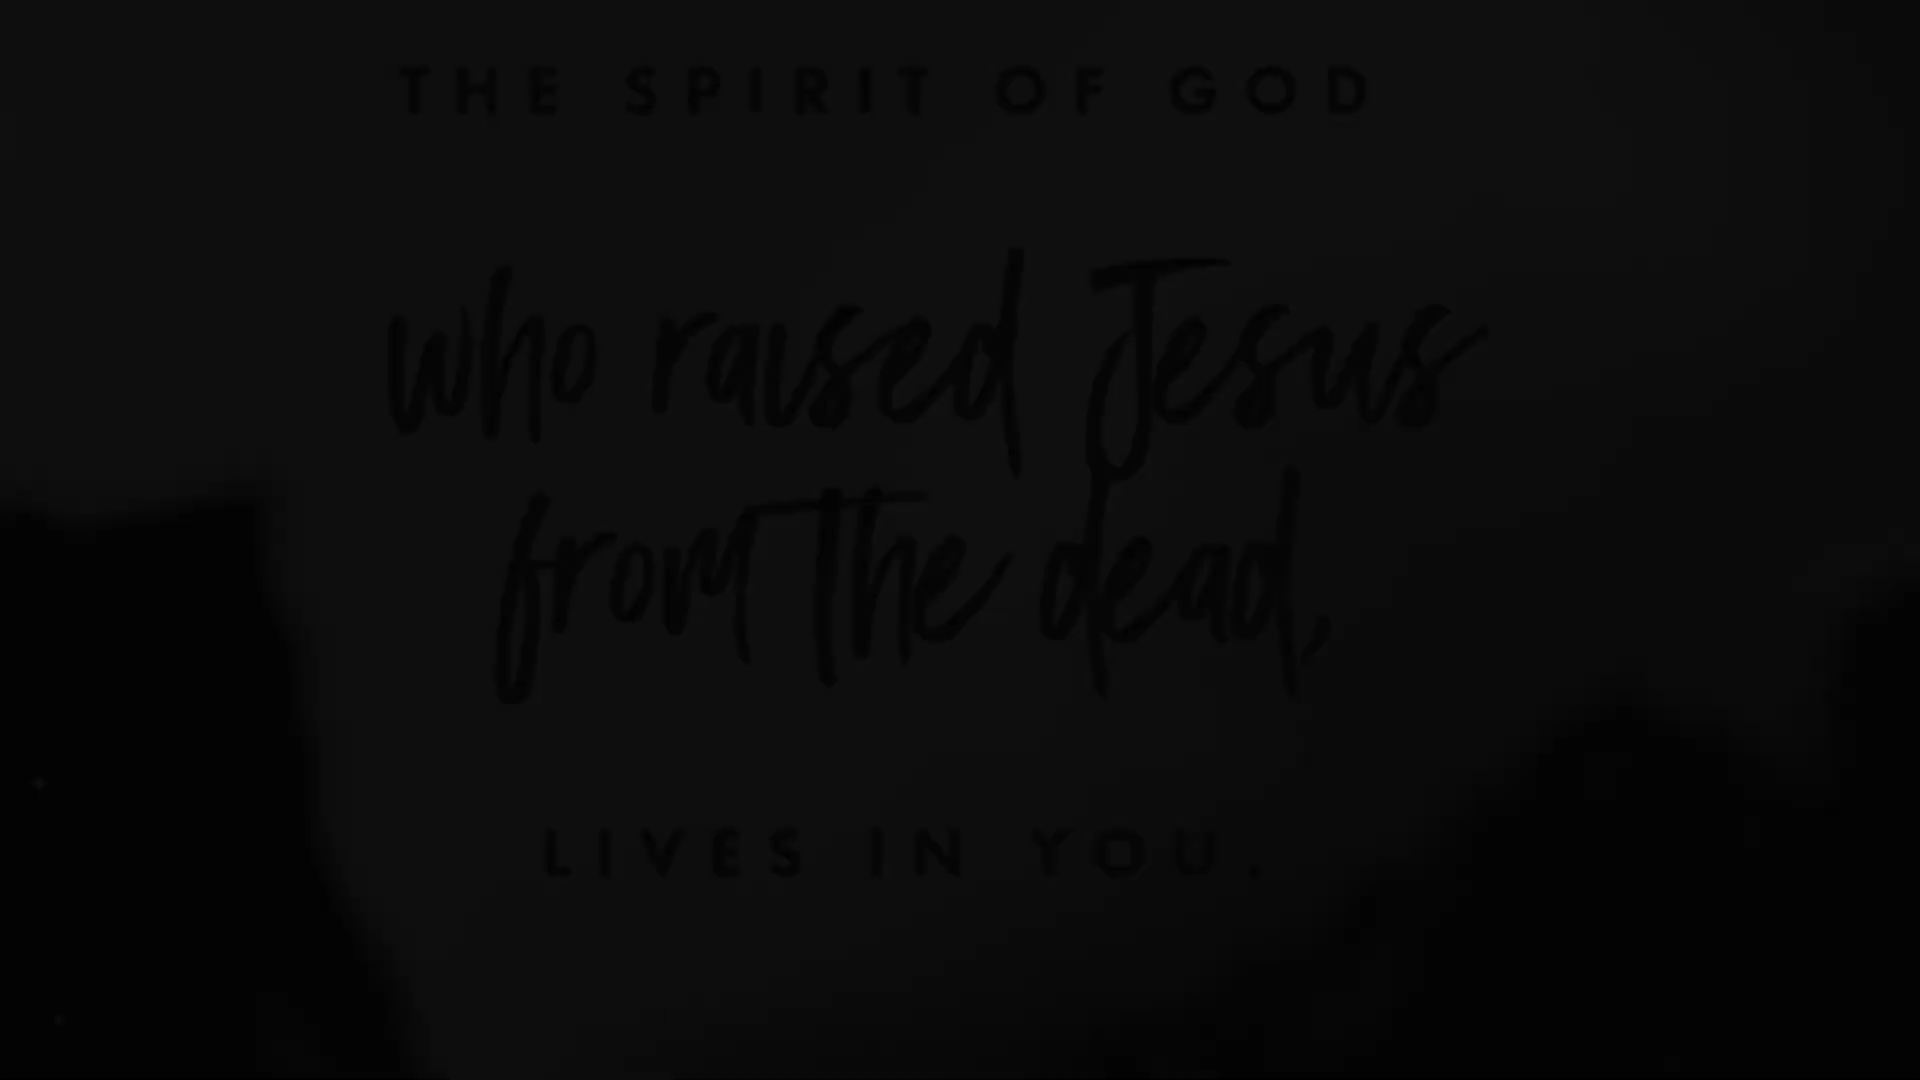 THE SPIRIT OF GOD
who raised Jesus
from the dead,
LIVES IN YOU.